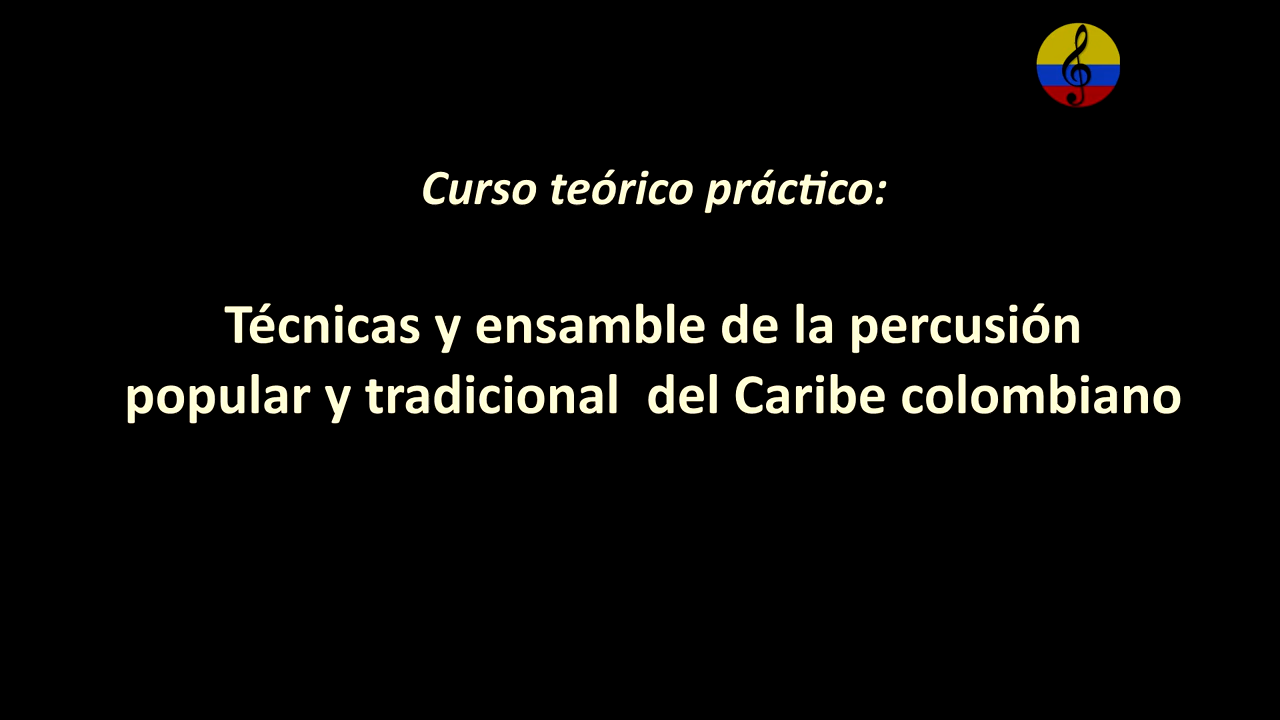 Curso teórico práctico:
Técnicas y ensamble de la percusión
popular y tradicional  del Caribe colombiano